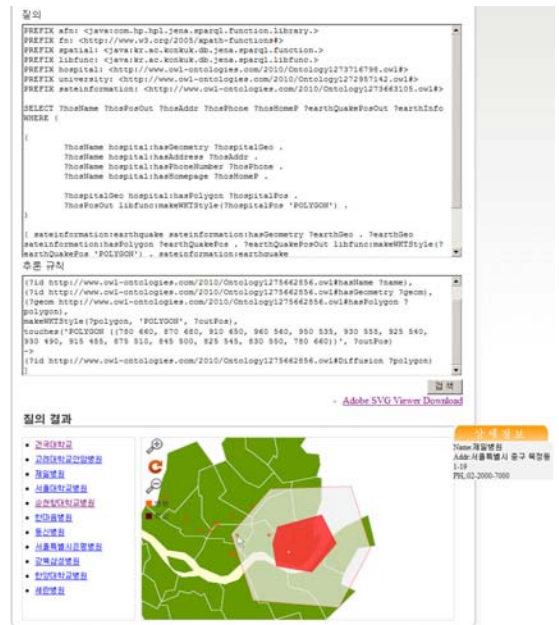 질의
PREFIX afn: <java:com.hp.hpl.jena.sparql.function.library.>
PREFIX fn: <http://www.w3.org/2005/xpath-functions#>
PREFIX spatial: <java:kr.ac.konkuk.db.jena.sparql.function.>
PREFIX libfunc: <java:kr.ac.konkuk.db.jena.sparql.libfunc.>
PREFIX hospital: <http://www.owl-ontologies.com/2010/Ontology1273716798.owl#>
PREFIX university: <http://www.owl-ontologies.com/2010/Ontology1272957142.owl#>
PREFIX sateinformation: <http://www.owl-ontologies.com/2010/Ontology1273663105.owl#>
SELECT ?hosName ?hosPosOut ?hosAddr ?hosPhone ?hosHomeP ?earthQuakePosOut ?earthInfo
WHERE {
{
?hosName hospital:hasGeometry ?hospitalGeo .
?hosName hospital:hasAddress ?hosAddr .
?hosName hospital:hasPhoneNumber ?hosPhone .
?hosName hospital:hasHomepage ?hosHomeP .
?hospitalGeo hospital:hasPolygon ?hospitalPos .
?hosPosOut libfunc:makeWKTStyle(?hospitalPos 'POLYGON') .
}
{ sateinformation:earthquake sateinformation:hasGeometry ?earthGeo . ?earthGeo
sateinformation:hasPolygon ?earthQuakePos . ?earthQuakePosOut libfunc:makeWKTStyle(?
earthQuakePos 'POLYGON') . sateinformation:earthquake
추론 규칙
(?id http://www.owl-ontologies.com/2010/Ontology1275662856.owl#hasName ?name),
(?id http://www.owl-ontologies.com/2010/Ontology1275662856.owl#hasGeometry ?geom),
(?geom http://www.owl-ontologies.com/2010/Ontology1275662856.owl#hasPolygon ?
polygon),
makeWKTStyle(?polygon, 'POLYGON', ?outPos),
touches('POLYGON ((780 660, 870 680, 910 650, 960 560, 950 535, 930 555, 925 540,
930 490, 915 485, 875 510, 845 500, 825 545, 830 550, 780 660))', ?outPos)
->
(?id http://www.owl-ontologies.com/2010/Ontology1275662856.owl#Diffusion ?polygon)
]
검색
Adobe SVG Viewer Download
질의 결과
건국대학교
고려대학교안암병원
제일병원
서울대학교병원
순천향대학교병원
한마음병원
동신병원
서울특별시은평병원
강북삼성병원
한양대학교병원
세란병원
상세정보
Name:제일병원
Addr:서울특별시 중구 묵정동
1-19
PH.:02-2000-7000